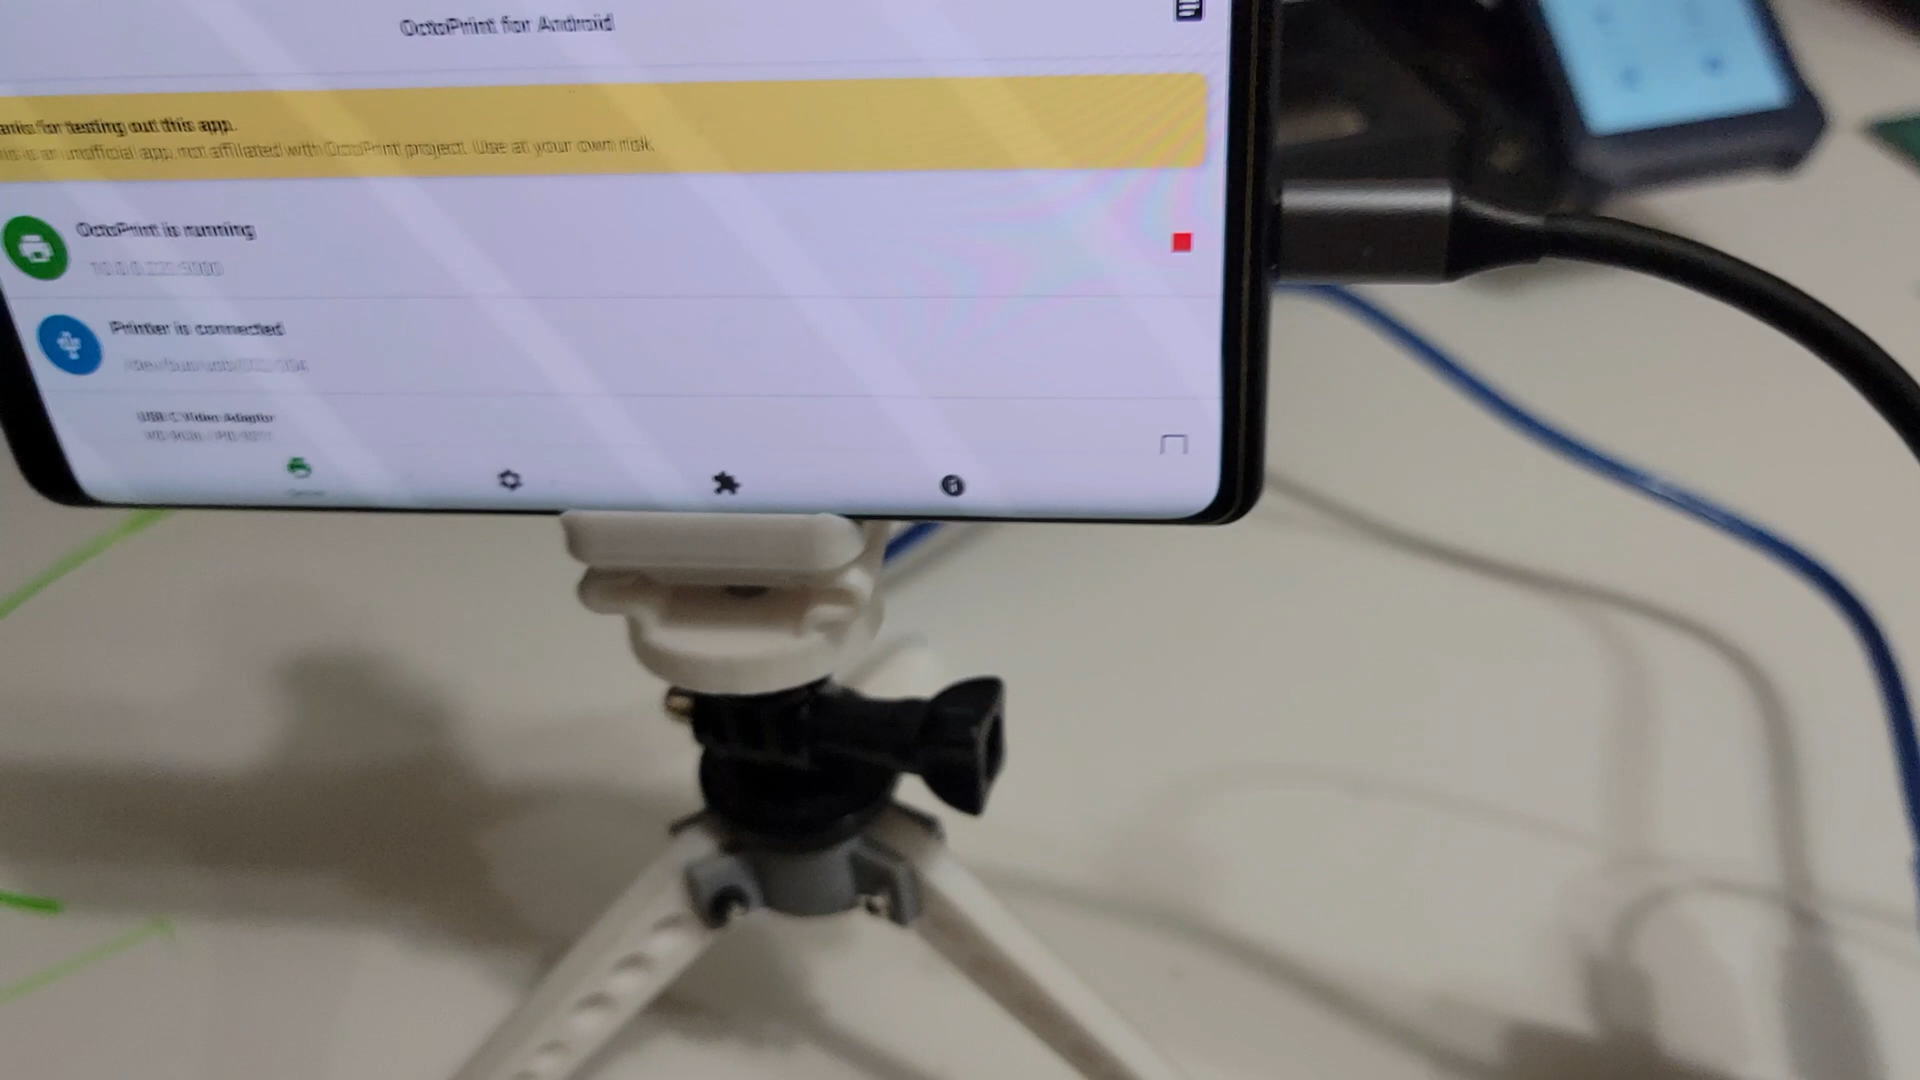 OctoPrint for Android
anks for testing out this app.
is is an unofficial app, not affiliated with OctoPrint project. Use at your own risk.
OctoPrint is running
Printer is connected
USB C Video Adaptor